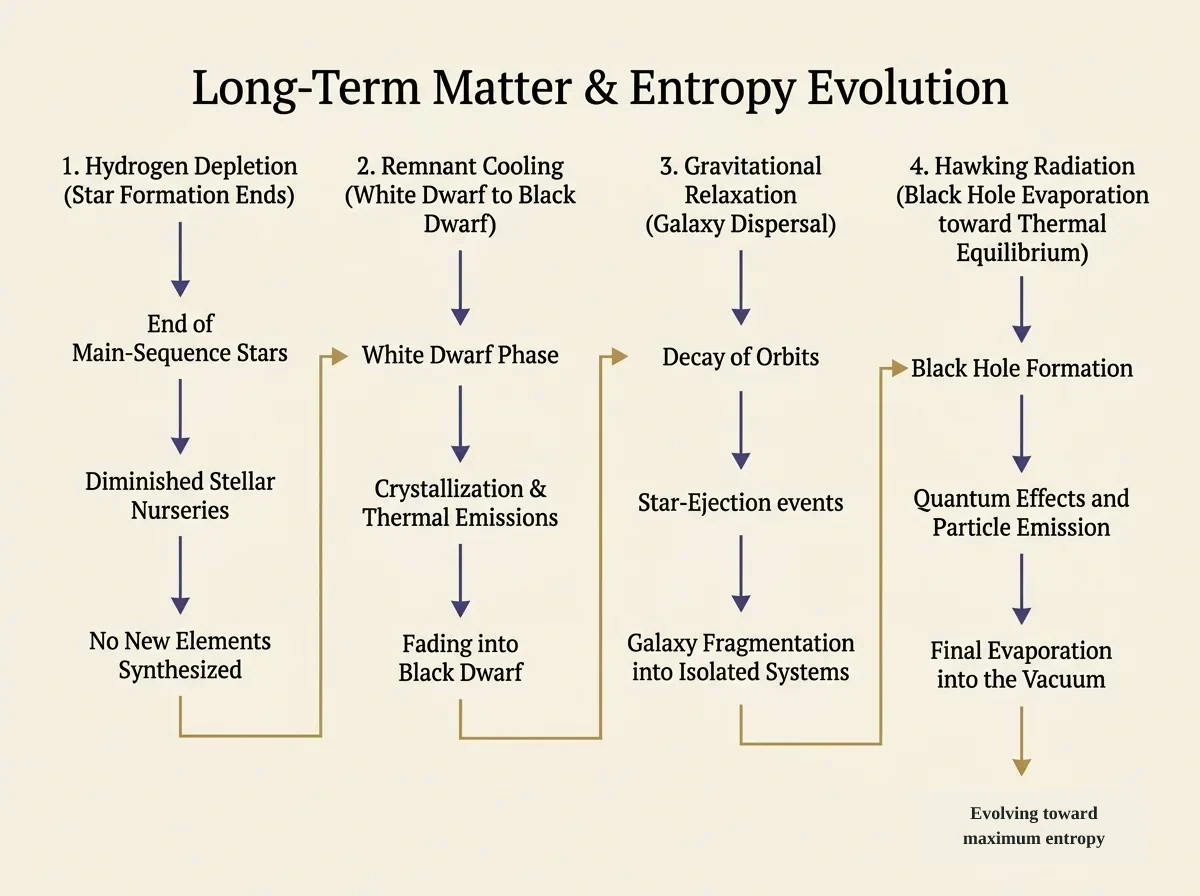 Long-Term Matter & Entropy Evolution
1. Hydrogen Depletion
(Star Formation Ends)
End of
Main-Sequence Stars
Diminished Stellar
Nurseries
No New Elements
Synthesized
2. Remnant Cooling
(White Dwarf to Black
Dwarf)
White Dwarf Phase
Crystallization &
Thermal Emissions
Fading into
Black Dwarf
3. Gravitational
Relaxation
(Galaxy Dispersal)
Decay of Orbits
Star-Ejection events
Galaxy Fragmentation
into Isolated Systems
4. Hawking Radiation
(Black Hole Evaporation
toward Thermal
Equilibrium)
Black Hole Formation
Quantum Effects and
Particle Emission
Final Evaporation
into the Vacuum
Evolving toward
maximum entropy